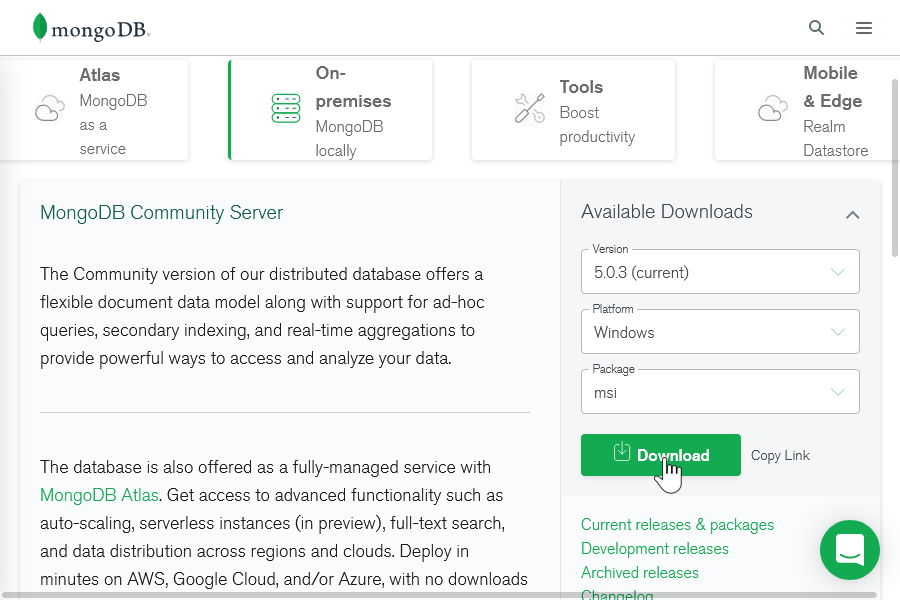 mongoDB.
Atlas
MongoDB
as a
service
On-
premises
MongoDB
locally
Tools
Boost
productivity
Mobile
& Edge
Realm
Datastore
MongoDB Community Server
The Community version of our distributed database offers a
flexible document data model along with support for ad-hoc
queries, secondary indexing, and real-time aggregations to
provide powerful ways to access and analyze your data.
The database is also offered as a fully-managed service with
MongoDB Atlas. Get access to advanced functionality such as
auto-scaling, serverless instances (in preview), full-text search,
and data distribution across regions and clouds. Deploy in
minutes on AWS, Google Cloud, and/or Azure, with no downloads
Available Downloads
Version
5.0.3 (current)
Platform
Windows
Package
msi
Download
Copy Link
Current releases & packages
Development releases
Archived releases
Changelog